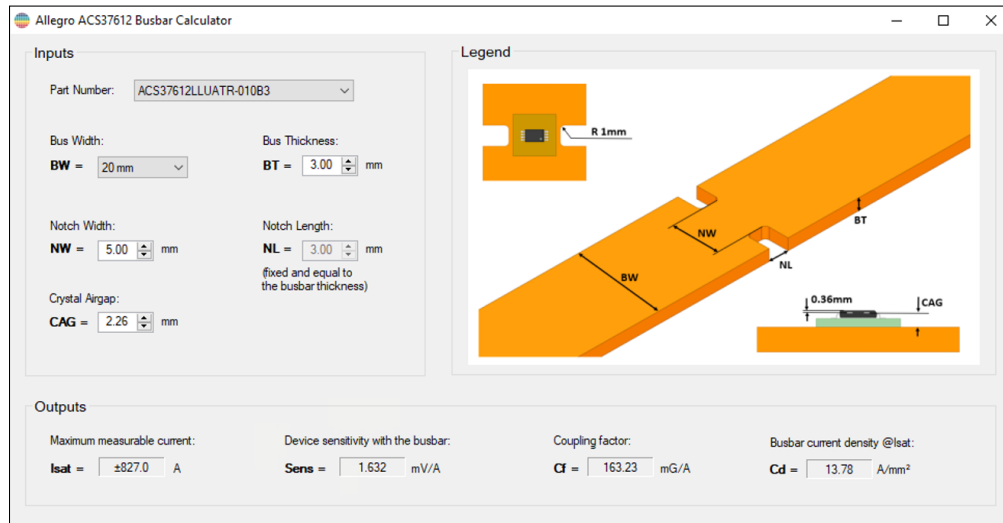 Allegro ACS37612 Busbar Calculator
Inputs
Part Number: ACS37612LLUATR-010B3
Bus Width:
BW = 20 mm
Bus Thickness:
BT = 3.00 mm
Notch Width:
NW = 5.00 mm
Notch Length:
NL = 3.00 mm
(fixed and equal to
the busbar thickness)
Crystal Airgap:
CAG = 2.26 mm
Legend
R 1mm
BT
NW
NL
BW
0.36mm
CAG
Outputs
Maximum measurable current:
Isat = ±827.0 A
Device sensitivity with the busbar:
Sens = 1.632 mV/A
Coupling factor:
Cf = 163.23 mG/A
Busbar current density @Isat:
Cd = 13.78 A/mm²